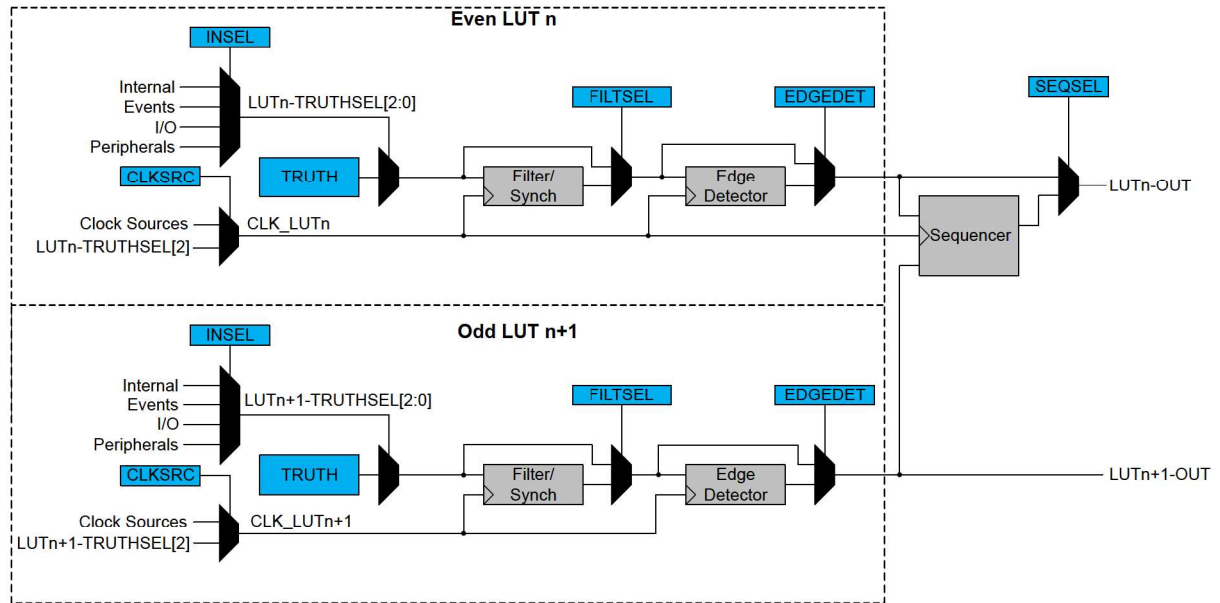 Even LUT n
INSEL
Internal
Events
I/O
Peripherals
LUTn-TRUTHSEL[2:0]
FILTSEL
EDGEDET
SEQSEL
CLKSRC
TRUTH
Filter/
Synch
Edge
Detector
LUTn-OUT
Clock Sources
LUTn-TRUTHSEL[2]
CLK_LUTn
Sequencer
Odd LUT n+1
INSEL
Internal
Events
I/O
Peripherals
LUTn+1-TRUTHSEL[2:0]
FILTSEL
EDGEDET
CLKSRC
TRUTH
Filter/
Synch
Edge
Detector
LUTn+1-OUT
Clock Sources
LUTn+1-TRUTHSEL[2]
CLK_LUTn+1